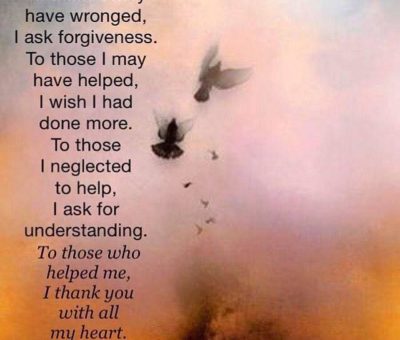 have wronged,
I ask forgiveness.
To those I may
have helped,
I wish I had
done more.
To those
I neglected
to help,
I ask for
understanding.
To those who
helped me,
I thank you
with all
my heart.